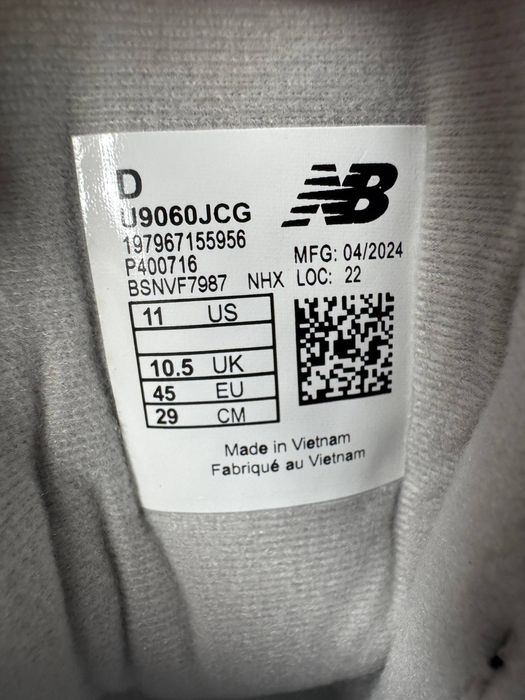 D
U9060JCG
NB
197967155956
P400716
MFG: 04/2024
BSNVF7987 NHX LOC: 22
11 US
10.5 UK
45 EU
29 CM
Made in Vietnam
Fabriqué au Vietnam